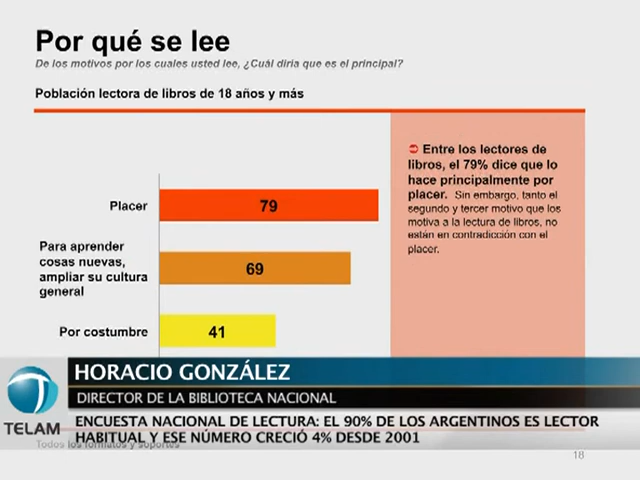 Por qué se lee
De los motivos por los cuales usted lee, ¿Cuál diría que es el principal?
Población lectora de libros de 18 años y más
Placer
79
Para aprender
cosas nuevas,
ampliar su cultura
general
69
Por costumbre
41
Entre los lectores de
libros, el 79% dice que lo
hace principalmente por
placer. Sin embargo, tanto el
segundo y tercer motivo que los
motiva a la lectura de libros, no
están en contradicción con el
placer.
HORACIO GONZÁLEZ
DIRECTOR DE LA BIBLIOTECA NACIONAL
TELAM
ENCUESTA NACIONAL DE LECTURA: EL 90% DE LOS ARGENTINOS ES LECTOR
HABITUAL Y ESE NÚMERO CRECIÓ 4% DESDE 2001
Todos los formatos y soportes
18